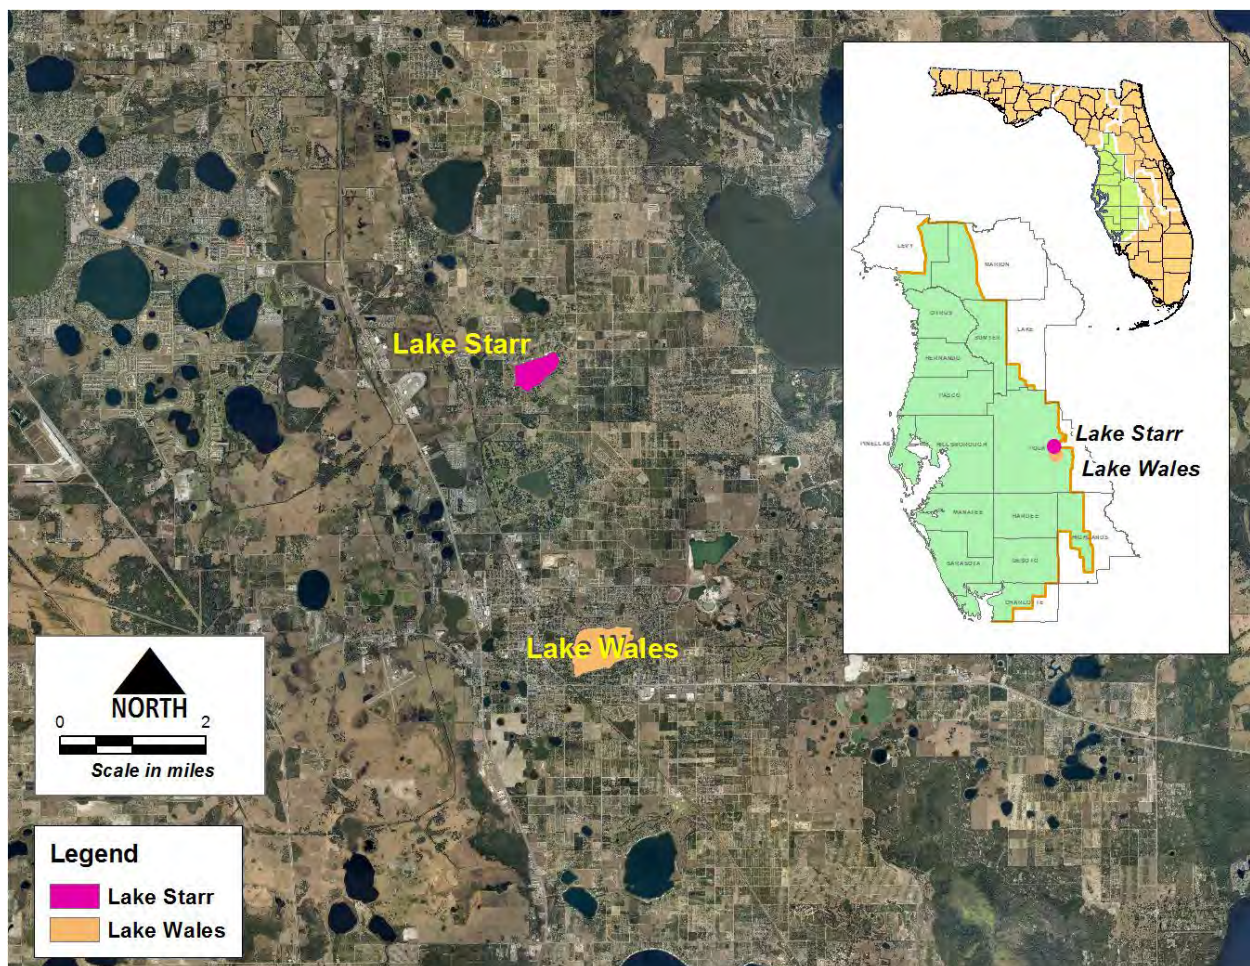 Lake Starr
Lake Wales
NORTH
0 2
Scale in miles
Legend
Lake Starr
Lake Wales
LEVY
MARION
CITRUS
SUMTER
LAKE
HERNANDO
PASCO
PINELLAS
HILLSBOROUGH
POLK
Lake Starr
Lake Wales
MANATEE
HARDEE
HIGHLANDS
SARASOTA
DESOTO
CHARLOTTE